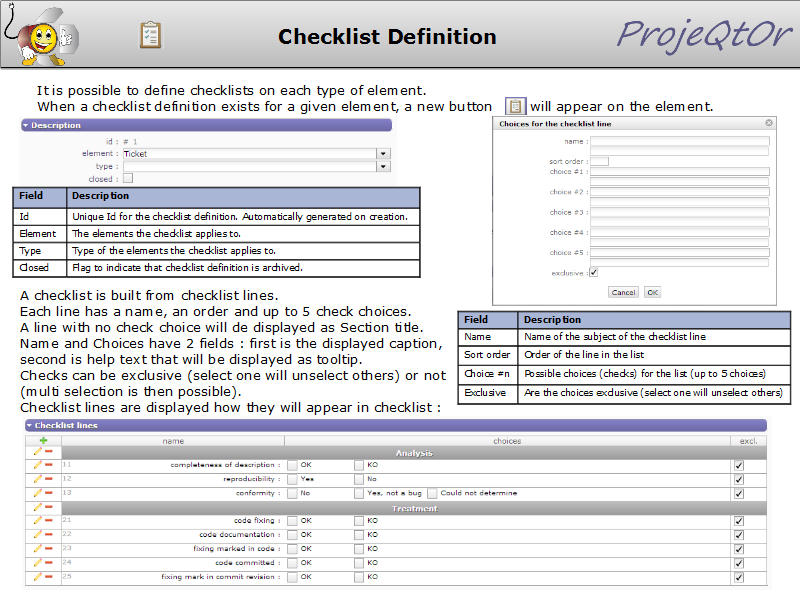 Checklist Definition
ProjeQtOr
It is possible to define checklists on each type of element.
When a checklist definition exists for a given element, a new button will appear on the element.
Description
id : # 1
element : Ticket
type :
closed :
Field Description
Id Unique Id for the checklist definition. Automatically generated on creation.
Element The elements the checklist applies to.
Type Type of the elements the checklist applies to.
Closed Flag to indicate that checklist definition is archived.
Choices for the checklist line
name :
sort order :
choice #1 :
choice #2 :
choice #3 :
choice #4 :
choice #5 :
exclusive :
Cancel OK
A checklist is built from checklist lines.
Each line has a name, an order and up to 5 check choices.
A line with no check choice will de displayed as Section title.
Name and Choices have 2 fields : first is the displayed caption,
second is help text that will be displayed as tooltip.
Checks can be exclusive (select one will unselect others) or not
(multi selection is then possible).
Checklist lines are displayed how they will appear in checklist :
Field Description
Name Name of the subject of the checklist line
Sort order Order of the line in the list
Choice #n Possible choices (checks) for the list (up to 5 choices)
Exclusive Are the choices exclusive (select one will unselect others)
Checklist lines
name choices excl.
Analysis
11 completeness of description : OK KO
12 reproducibility : Yes No
13 conformity : No Yes, not a bug Could not determine
Treatment
21 code fixing : OK KO
22 code documentation : OK KO
23 fixing marked in code : OK KO
24 code committed : OK KO
25 fixing mark in commit revision : OK KO